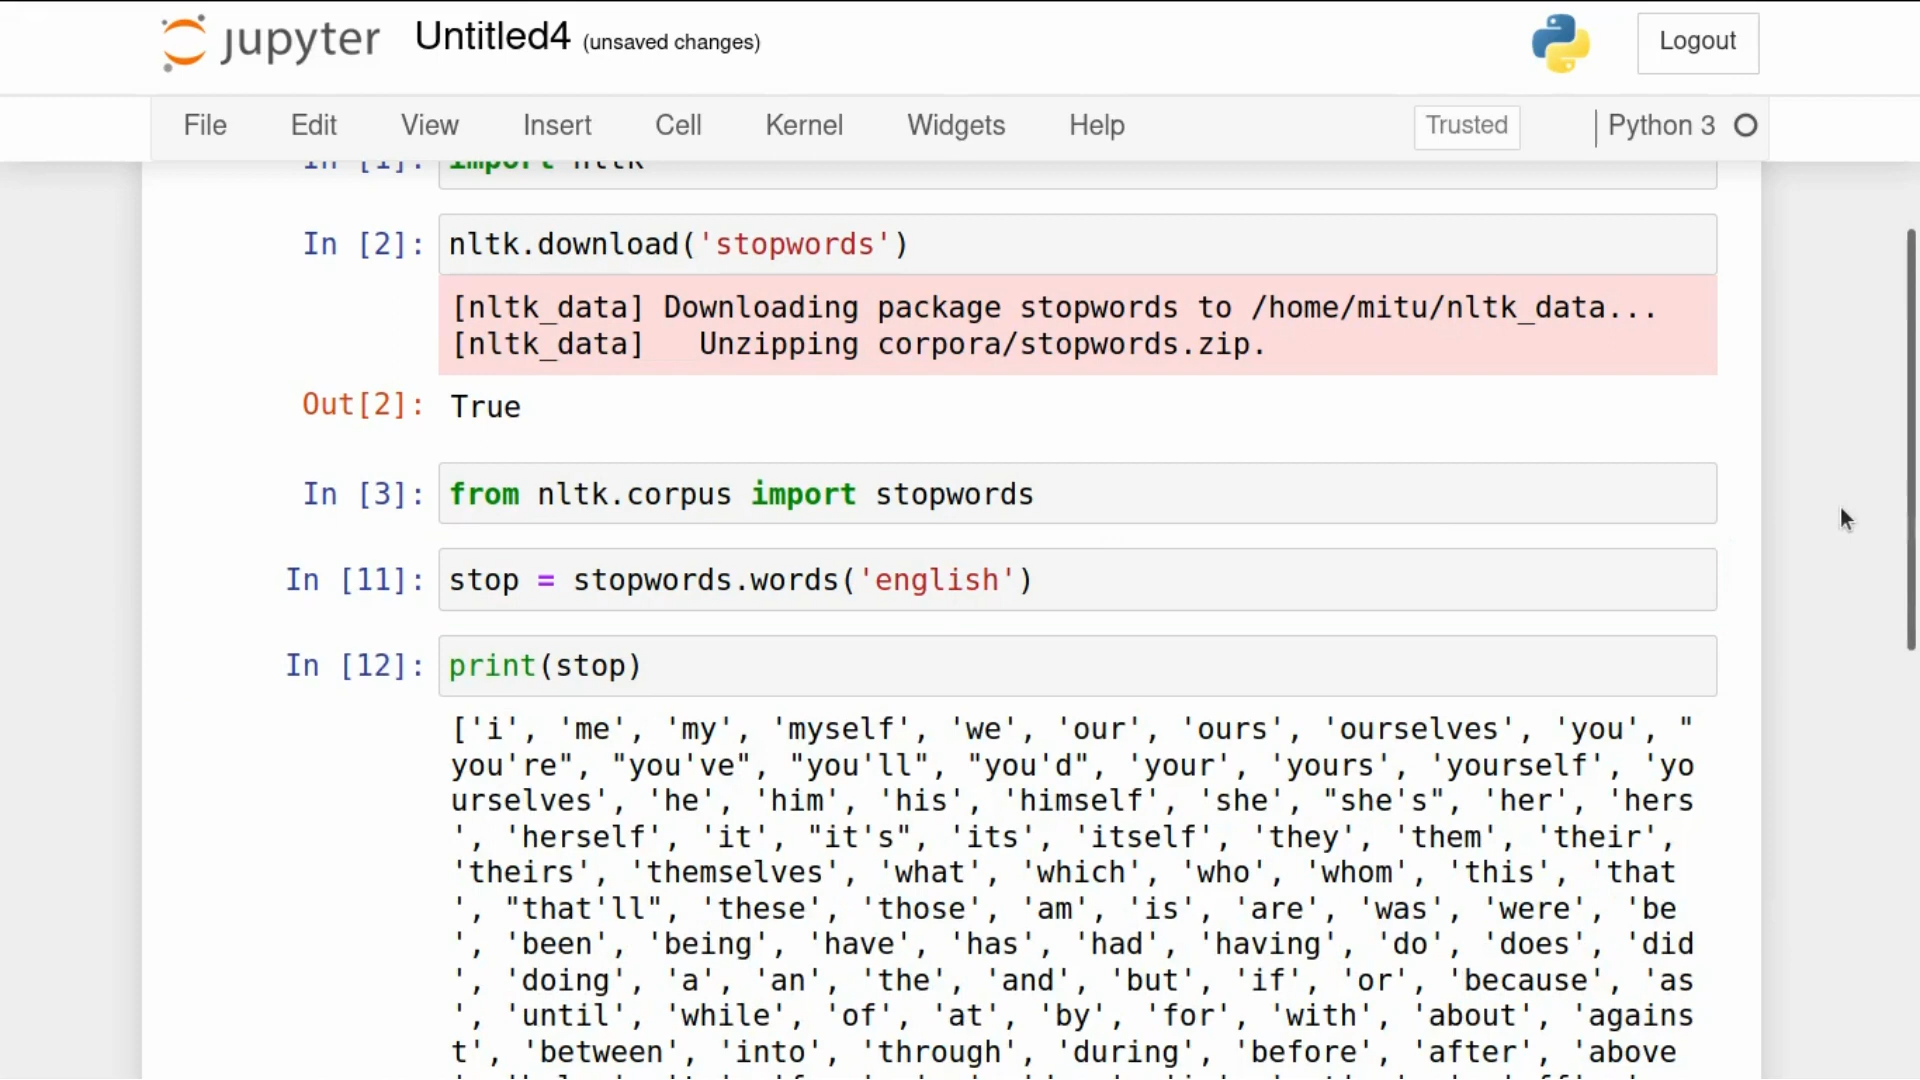 jupyter Untitled4 (unsaved changes) Logout
File Edit View Insert Cell Kernel Widgets Help Trusted Python 3
In [1]: import nltk
In [2]: nltk.download('stopwords')
[nltk_data] Downloading package stopwords to /home/mitu/nltk_data...
[nltk_data]   Unzipping corpora/stopwords.zip.
Out[2]: True
In [3]: from nltk.corpus import stopwords
In [11]: stop = stopwords.words('english')
In [12]: print(stop)
['i', 'me', 'my', 'myself', 'we', 'our', 'ours', 'ourselves', 'you', "
you're", "you've", "you'll", "you'd", 'your', 'yours', 'yourself', 'yo
urselves', 'he', 'him', 'his', 'himself', 'she', "she's", 'her', 'hers
', 'herself', 'it', "it's", 'its', 'itself', 'they', 'them', 'their',
'theirs', 'themselves', 'what', 'which', 'who', 'whom', 'this', 'that
', "that'll", 'these', 'those', 'am', 'is', 'are', 'was', 'were', 'be
', 'been', 'being', 'have', 'has', 'had', 'having', 'do', 'does', 'did
', 'doing', 'a', 'an', 'the', 'and', 'but', 'if', 'or', 'because', 'as
', 'until', 'while', 'of', 'at', 'by', 'for', 'with', 'about', 'agains
t', 'between', 'into', 'through', 'during', 'before', 'after', 'above